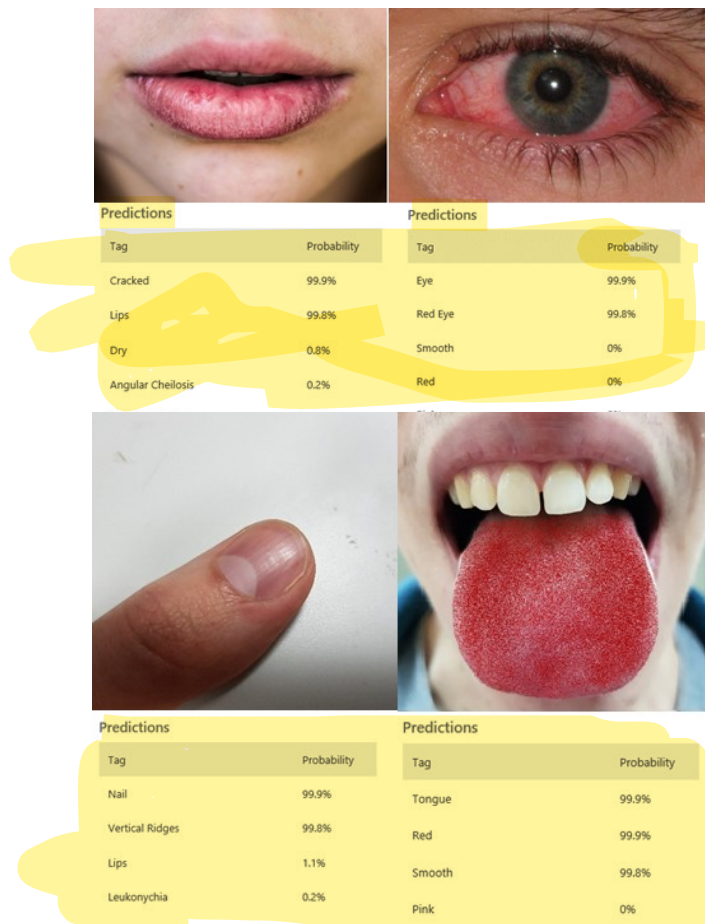 Predictions
Tag Probability
Cracked 99.9%
Lips 99.8%
Dry 0.8%
Angular Cheilosis 0.2%
Predictions
Tag Probability
Eye 99.9%
Red Eye 99.8%
Smooth 0%
Red 0%
Predictions
Tag Probability
Nail 99.9%
Vertical Ridges 99.8%
Lips 1.1%
Leukonychia 0.2%
Predictions
Tag Probability
Tongue 99.9%
Red 99.9%
Smooth 99.8%
Pink 0%